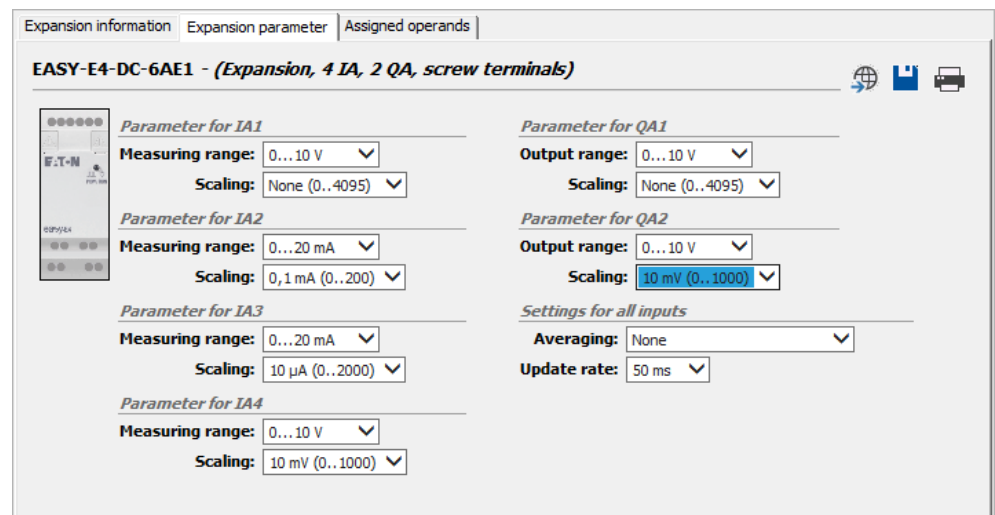 Expansion information Expansion parameter Assigned operands
EASY-E4-DC-6AE1 - (Expansion, 4 IA, 2 QA, screw terminals)
E·T·N
Parameter for IA1
Measuring range: 0...10 V
Scaling: None (0..4095)
Parameter for IA2
Measuring range: 0...20 mA
Scaling: 0,1 mA (0..200)
Parameter for IA3
Measuring range: 0...20 mA
Scaling: 10 µA (0..2000)
Parameter for IA4
Measuring range: 0...10 V
Scaling: 10 mV (0..1000)
Parameter for QA1
Output range: 0...10 V
Scaling: None (0..4095)
Parameter for QA2
Output range: 0...10 V
Scaling: 10 mV (0..1000)
Settings for all inputs
Averaging: None
Update rate: 50 ms